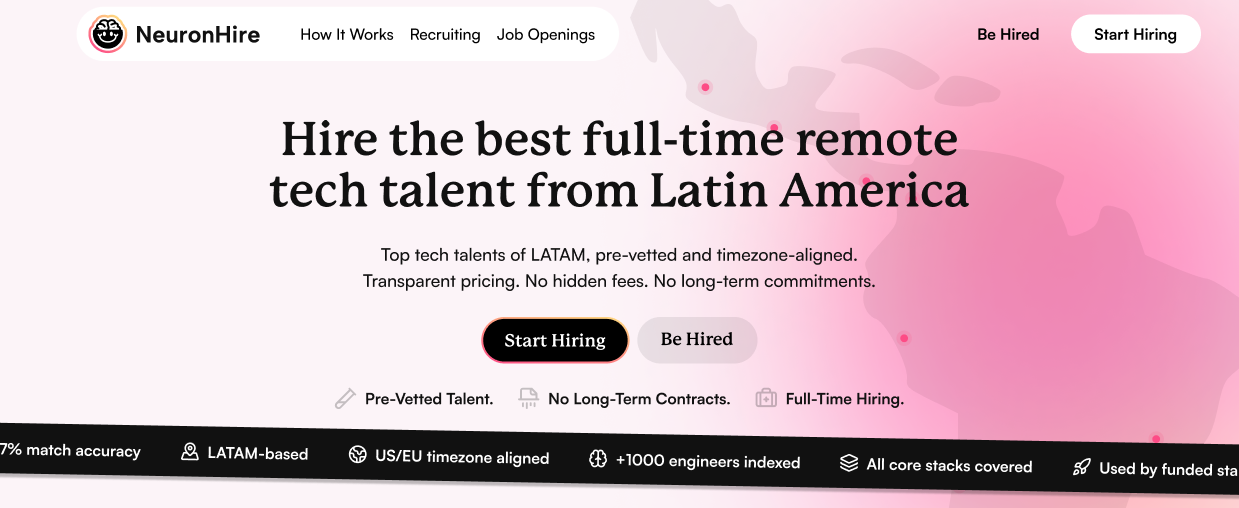 NeuronHire How It Works Recruiting Job Openings Be Hired Start Hiring
Hire the best full-time remote
tech talent from Latin America
Top tech talents of LATAM, pre-vetted and timezone-aligned.
Transparent pricing. No hidden fees. No long-term commitments.
Start Hiring Be Hired
Pre-Vetted Talent. No Long-Term Contracts. Full-Time Hiring.
7% match accuracy LATAM-based US/EU timezone aligned +1000 engineers indexed All core stacks covered Used by funded sta